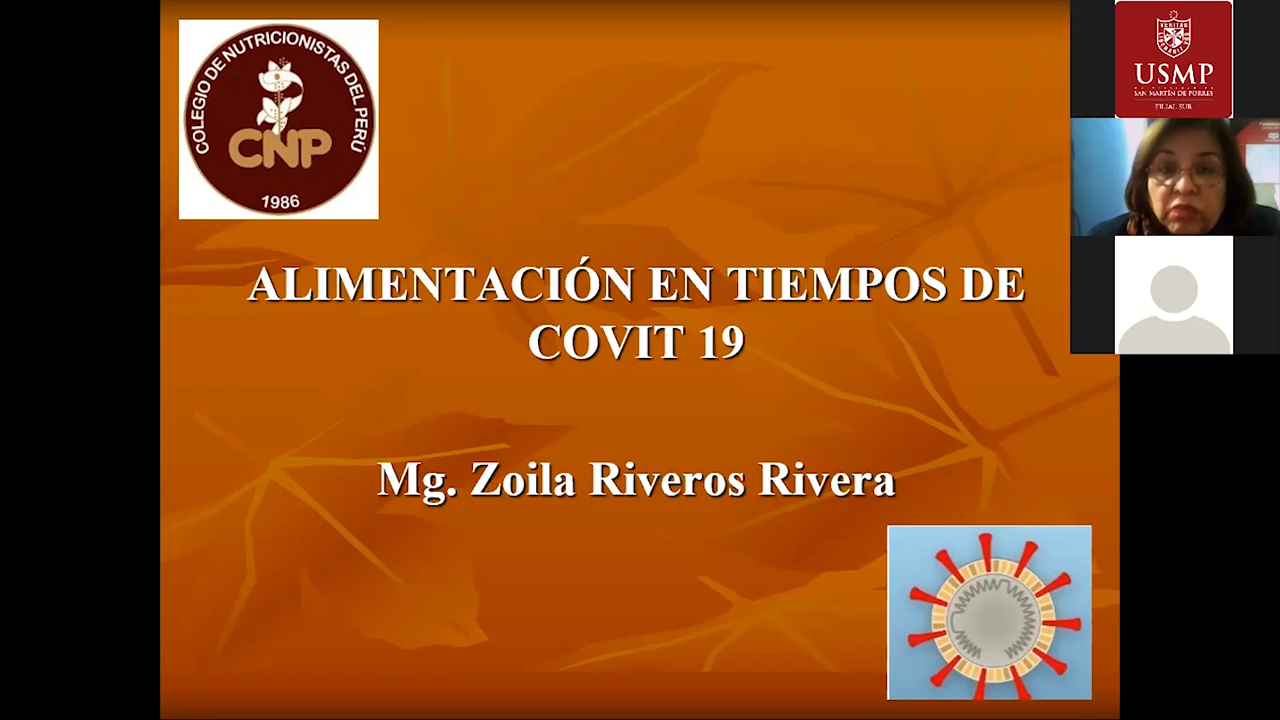 COLEGIO DE NUTRICIONISTAS DEL PERÚ
CNP
1986
ALIMENTACIÓN EN TIEMPOS DE
COVIT 19
Mg. Zoila Riveros Rivera
USMP
SAN MARTÍN DE PORRES
FILIAL SUR